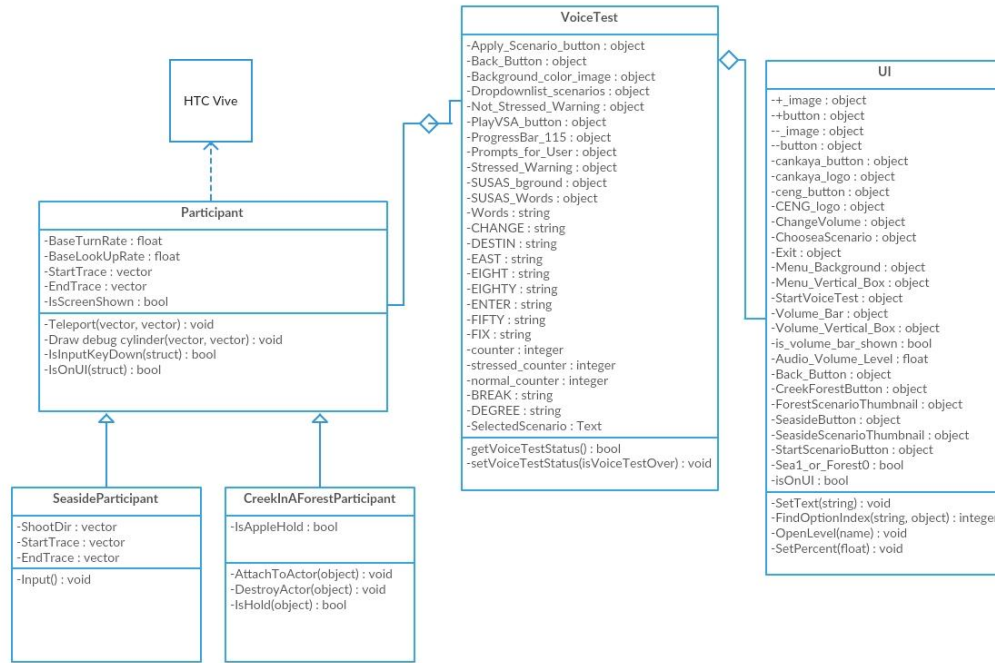 HTC Vive
Participant
-BaseTurnRate : float
-BaseLookUpRate : float
-StartTrace : vector
-EndTrace : vector
-IsScreenShown : bool
-Teleport(vector, vector) : void
-Draw debug cylinder(vector, vector) : void
-IsInputKeyDown(struct) : bool
-IsOnUI(struct) : bool
SeasideParticipant
-ShootDir : vector
-StartTrace : vector
-EndTrace : vector
-Input() : void
CreekInAForestParticipant
-IsAppleHold : bool
-AttachToActor(object) : void
-DestroyActor(object) : void
-IsHold(object) : bool
VoiceTest
-Apply_Scenario_button : object
-Back_Button : object
-Background_color_image : object
-Dropdownlist_scenarios : object
-Not_Stressed_Warning : object
-PlayVSA_button : object
-ProgressBar_115 : object
-Prompts_for_User : object
-Stressed_Warning : object
-SUSAS_bground : object
-SUSAS_Words : object
-Words : string
-CHANGE : string
-DESTIN : string
-EAST : string
-EIGHT : string
-EIGHTY : string
-ENTER : string
-FIFTY : string
-FIX : string
-counter : integer
-stressed_counter : integer
-normal_counter : integer
-BREAK : string
-DEGREE : string
-SelectedScenario : Text
-getVoiceTestStatus() : bool
-setVoiceTestStatus(isVoiceTestOver) : void
UI
-+_image : object
-+button : object
--_image : object
--button : object
-cankaya_button : object
-cankaya_logo : object
-ceng_button : object
-CENG_logo : object
-ChangeVolume : object
-ChooseaScenario : object
-Exit : object
-Menu_Background : object
-Menu_Vertical_Box : object
-StartVoiceTest : object
-Volume_Bar : object
-Volume_Vertical_Box : object
-is_volume_bar_shown : bool
-Audio_Volume_Level : float
-Back_Button : object
-CreekForestButton : object
-ForestScenarioThumbnail : object
-SeasideButton : object
-SeasideScenarioThumbnail : object
-StartScenarioButton : object
-Sea1_or_Forest0 : bool
-isOnUI : bool
-SetText(string) : void
-FindOptionIndex(string, object) : integer
-OpenLevel(name) : void
-SetPercent(float) : void